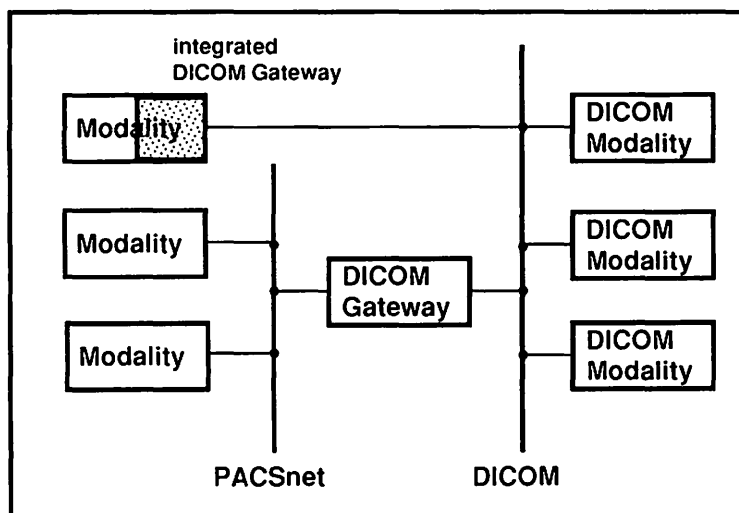 integrated
DICOM Gateway
Modality
DICOM
Modality
Modality
DICOM
Gateway
DICOM
Modality
Modality
DICOM
Modality
PACSnet
DICOM